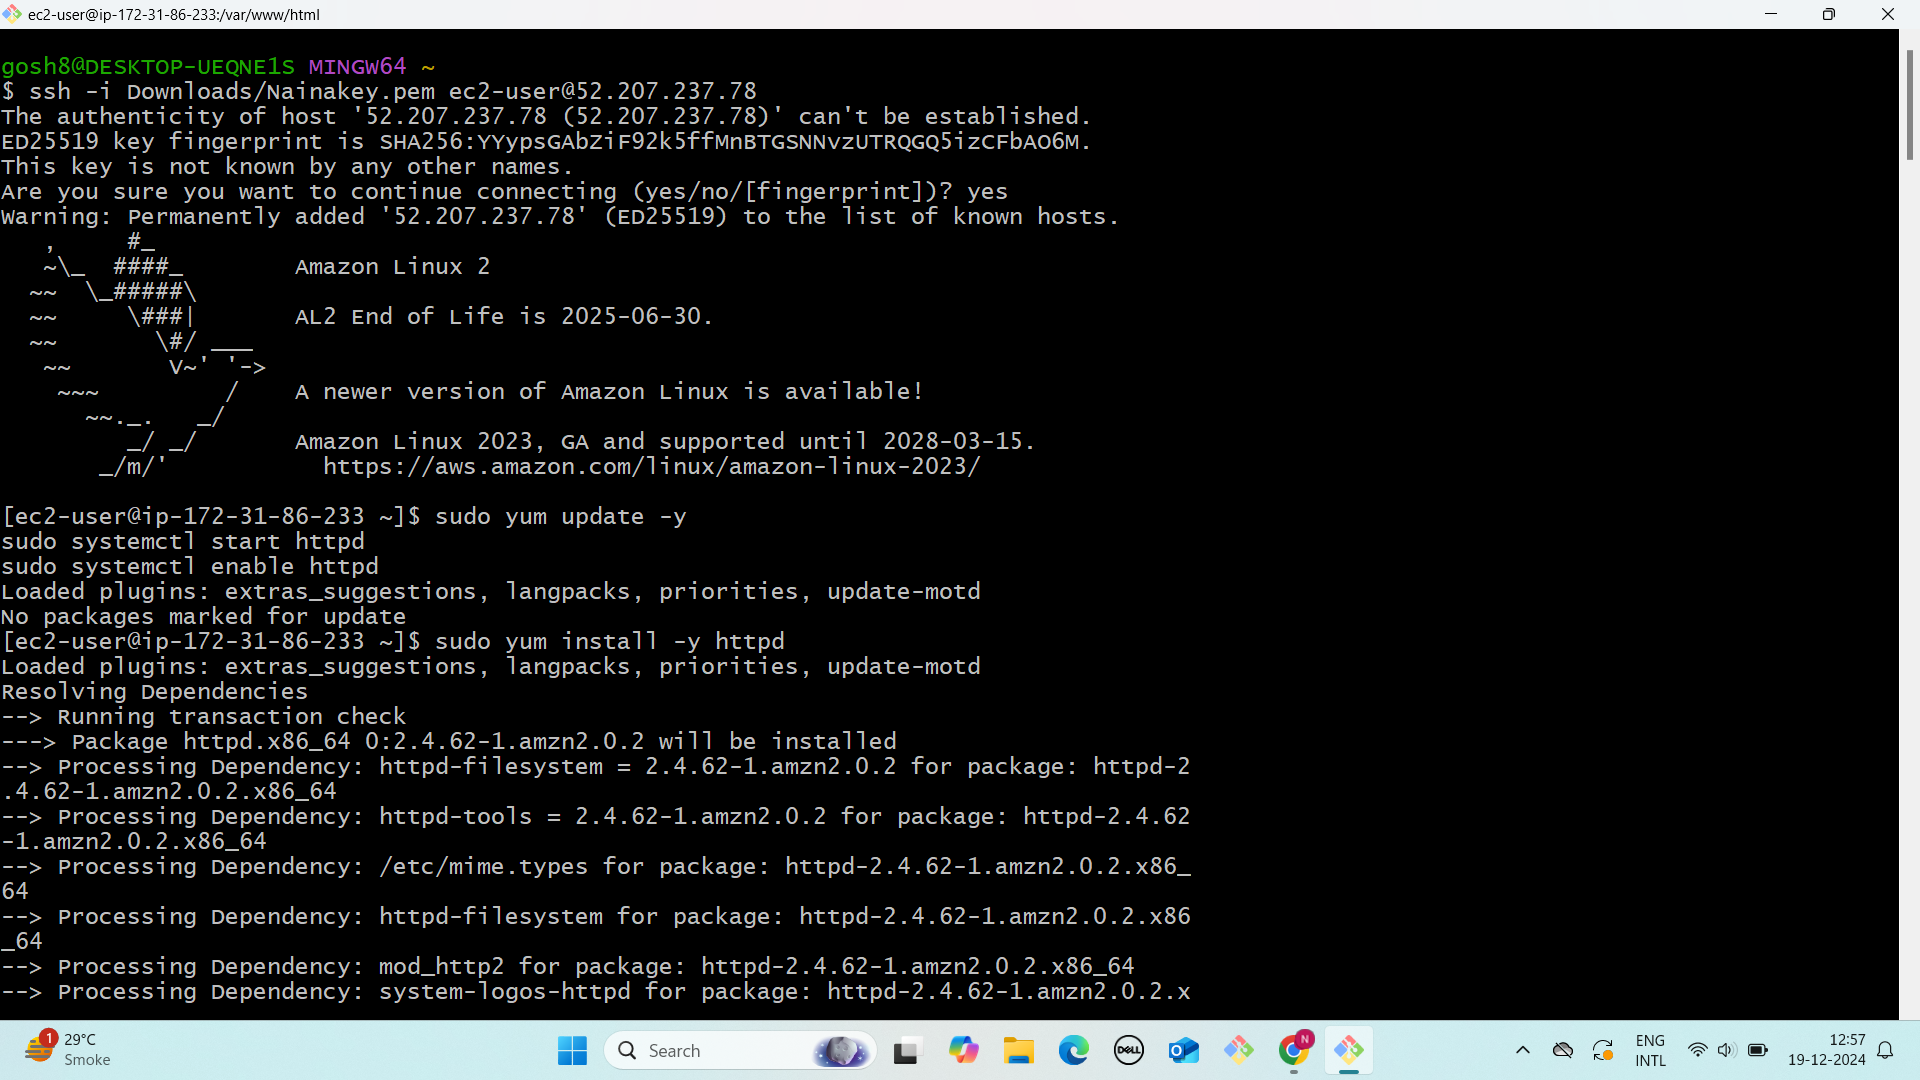 ec2-user@ip-172-31-86-233:/var/www/html
gosh8@DESKTOP-UEQNE1S MINGW64 ~
$ ssh -i Downloads/Nainakey.pem ec2-user@52.207.237.78
The authenticity of host '52.207.237.78 (52.207.237.78)' can't be established.
ED25519 key fingerprint is SHA256:YYypsGAbZiF92k5ffMnBTGSNNvzUTRQGQ5izCFbAO6M.
This key is not known by any other names.
Are you sure you want to continue connecting (yes/no/[fingerprint])? yes
Warning: Permanently added '52.207.237.78' (ED25519) to the list of known hosts.
   ,     #_
   ~\_  ####_        Amazon Linux 2
  ~~  \_#####\
  ~~     \###|       AL2 End of Life is 2025-06-30.
  ~~       \#/ ___
   ~~       V~' '->
    ~~~         /    A newer version of Amazon Linux is available!
      ~~._.   _/
         _/ _/       Amazon Linux 2023, GA and supported until 2028-03-15.
       _/m/'           https://aws.amazon.com/linux/amazon-linux-2023/
[ec2-user@ip-172-31-86-233 ~]$ sudo yum update -y
sudo systemctl start httpd
sudo systemctl enable httpd
Loaded plugins: extras_suggestions, langpacks, priorities, update-motd
No packages marked for update
[ec2-user@ip-172-31-86-233 ~]$ sudo yum install -y httpd
Loaded plugins: extras_suggestions, langpacks, priorities, update-motd
Resolving Dependencies
--> Running transaction check
---> Package httpd.x86_64 0:2.4.62-1.amzn2.0.2 will be installed
--> Processing Dependency: httpd-filesystem = 2.4.62-1.amzn2.0.2 for package: httpd-2
.4.62-1.amzn2.0.2.x86_64
--> Processing Dependency: httpd-tools = 2.4.62-1.amzn2.0.2 for package: httpd-2.4.62
-1.amzn2.0.2.x86_64
--> Processing Dependency: /etc/mime.types for package: httpd-2.4.62-1.amzn2.0.2.x86_
64
--> Processing Dependency: httpd-filesystem for package: httpd-2.4.62-1.amzn2.0.2.x86
_64
--> Processing Dependency: mod_http2 for package: httpd-2.4.62-1.amzn2.0.2.x86_64
--> Processing Dependency: system-logos-httpd for package: httpd-2.4.62-1.amzn2.0.2.x
1
29°C
Smoke
Search
DELL
N
ENG
INTL
12:57
19-12-2024